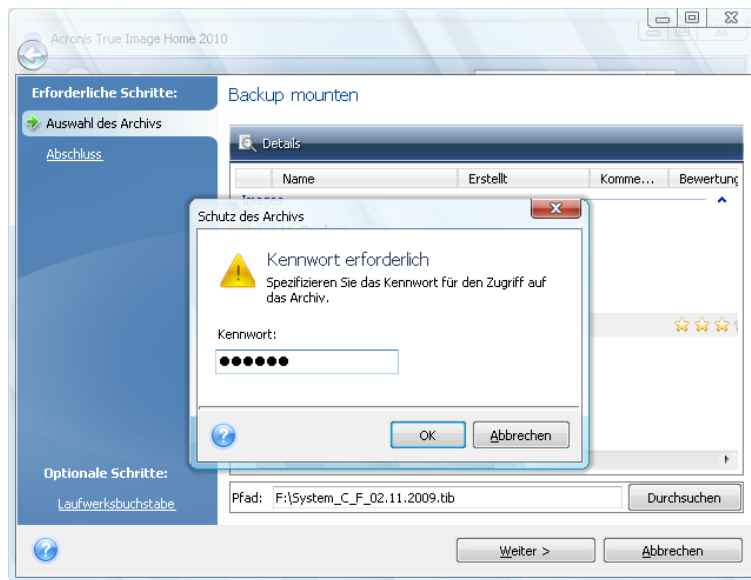 Acronis True Image Home 2010
Erforderliche Schritte:
Auswahl des Archivs
Abschluss
Optionale Schritte:
Laufwerksbuchstabe
Backup mounten
Details
Name Erstellt Komme... Bewertung
Schutz des Archivs
Kennwort erforderlich
Spezifizieren Sie das Kennwort für den Zugriff auf
das Archiv.
Kennwort:
●●●●●●
OK Abbrechen
Pfad: F:\System_C_F_02.11.2009.tib Durchsuchen
Weiter > Abbrechen